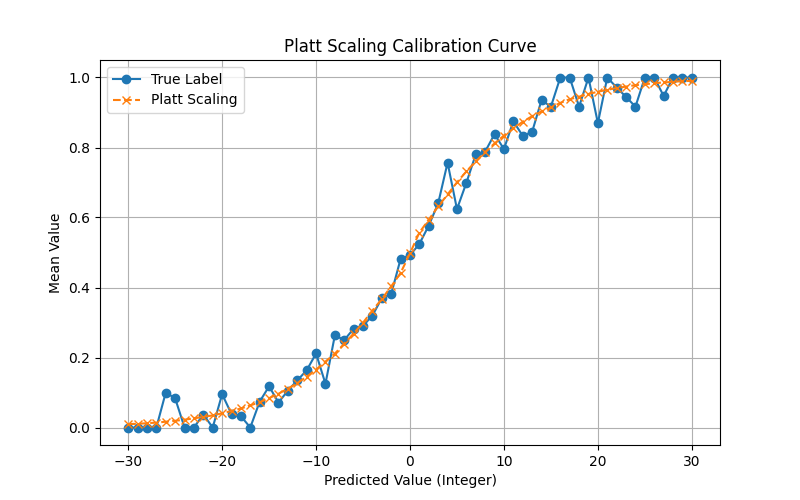 Platt Scaling Calibration Curve
True Label
Platt Scaling
Mean Value
1.0
0.8
0.6
0.4
0.2
0.0
−30 −20 −10 0 10 20 30
Predicted Value (Integer)